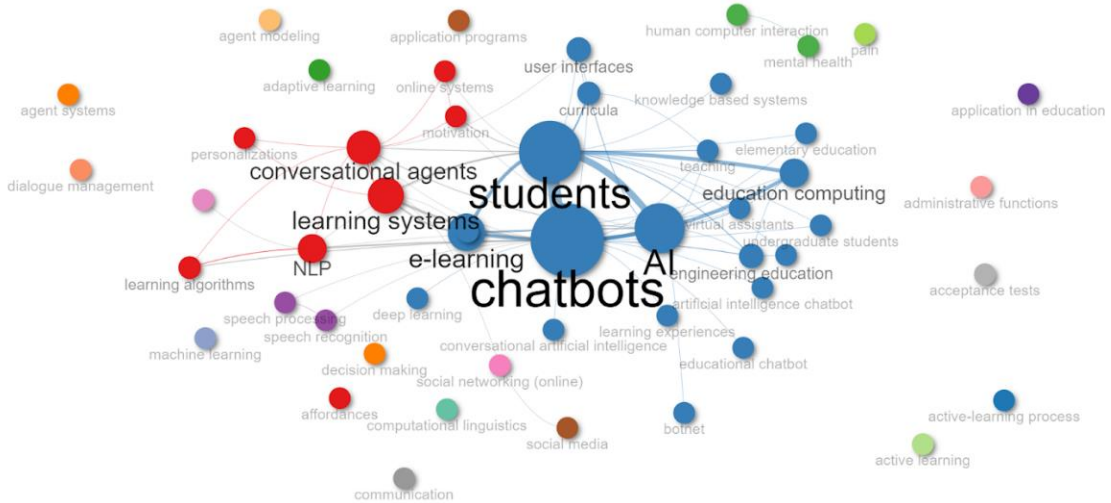 agent modeling
application programs
human computer interaction
pain
mental health
user interfaces
adaptive learning
online systems
knowledge based systems
curricula
agent systems
application in education
motivation
elementary education
personalizations
teaching
conversational agents
dialogue management
students
education computing
administrative functions
learning systems
virtual assistants
undergraduate students
e-learning
AI
NLP
engineering education
learning algorithms
chatbots
artificial intelligence chatbot
acceptance tests
deep learning
speech processing
learning experiences
speech recognition
conversational artificial intelligence
machine learning
educational chatbot
decision making
social networking (online)
affordances
active-learning process
computational linguistics
botnet
social media
active learning
communication